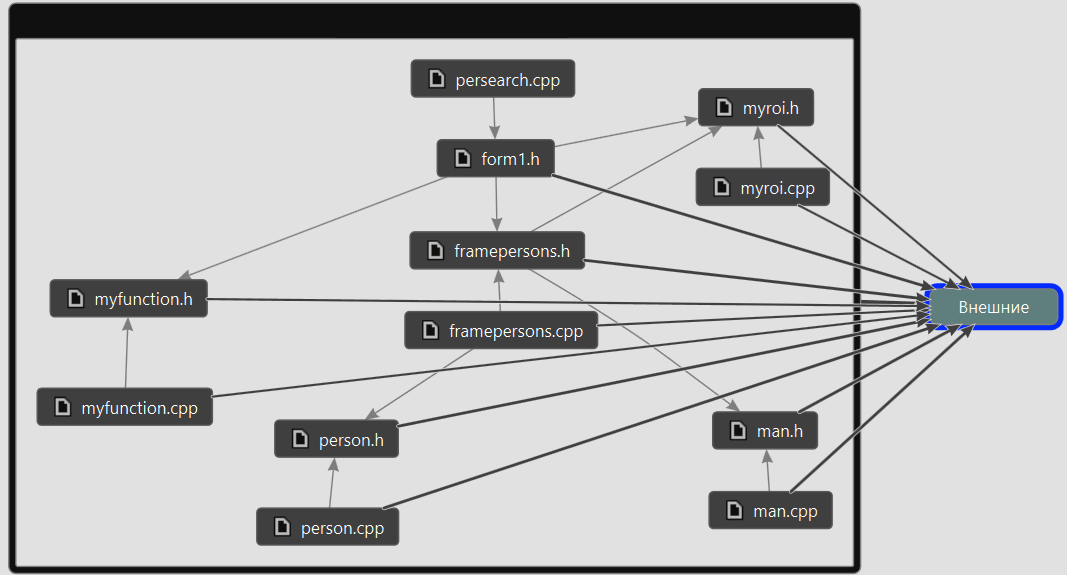 persearch.cpp
myroi.h
form1.h
myroi.cpp
framepersons.h
myfunction.h
Внешние
framepersons.cpp
myfunction.cpp
man.h
person.h
man.cpp
person.cpp